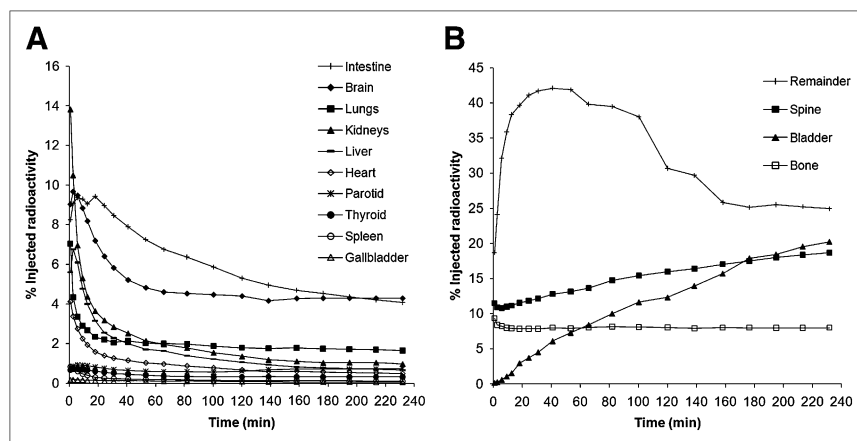 A
% Injected radioactivity
16
14
12
10
8
6
4
2
0
0 20 40 60 80 100 120 140 160 180 200 220 240
Time (min)
Intestine
Brain
Lungs
Kidneys
Liver
Heart
Parotid
Thyroid
Spleen
Gallbladder
B
% Injected radioactivity
45
40
35
30
25
20
15
10
5
0
0 20 40 60 80 100 120 140 160 180 200 220 240
Time (min)
Remainder
Spine
Bladder
Bone